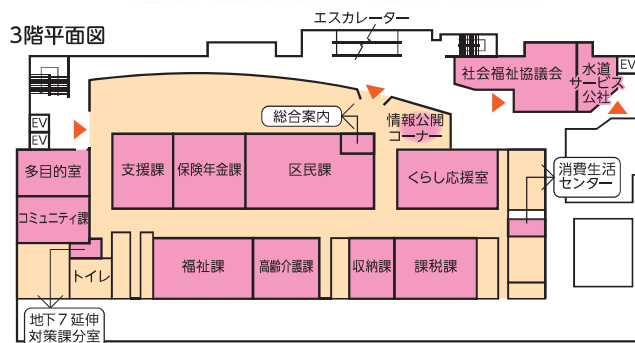 3階平面図
エスカレーター
社会福祉協議会
水道
サービス
公社
EV
EV
EV
総合案内
情報公開
コーナー
支援課
保険年金課
区民課
くらし応援室
消費生活
センター
多目的室
コミュニティ課
トイレ
福祉課
高齢介護課
収納課
課税課
地下7延伸
対策課分室